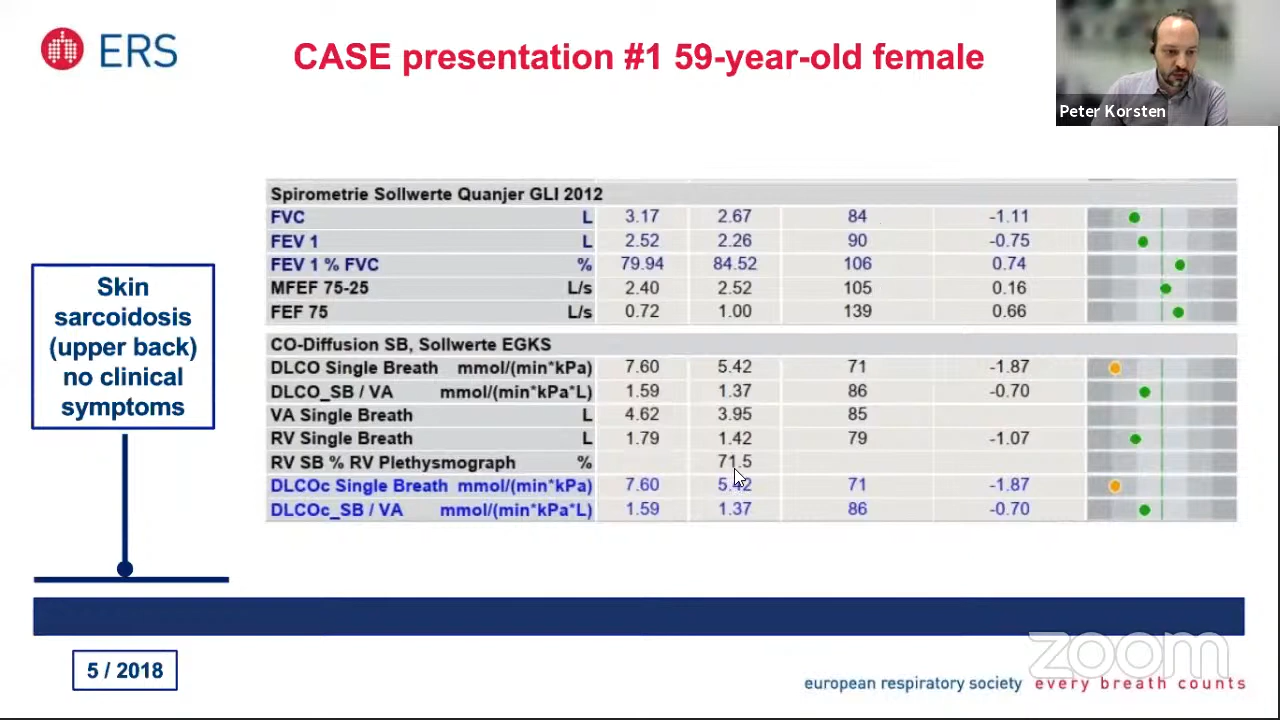 ERS
CASE presentation #1 59-year-old female
Peter Korsten
Skin
sarcoidosis
(upper back)
no clinical
symptoms
Spirometrie Sollwerte Quanjer GLI 2012
FVC L 3.17 2.67 84 -1.11
FEV 1 L 2.52 2.26 90 -0.75
FEV 1 % FVC % 79.94 84.52 106 0.74
MFEF 75-25 L/s 2.40 2.52 105 0.16
FEF 75 L/s 0.72 1.00 139 0.66
CO-Diffusion SB, Sollwerte EGKS
DLCO Single Breath mmol/(min*kPa) 7.60 5.42 71 -1.87
DLCO_SB / VA mmol/(min*kPa*L) 1.59 1.37 86 -0.70
VA Single Breath L 4.62 3.95 85
RV Single Breath L 1.79 1.42 79 -1.07
RV SB % RV Plethysmograph % 71.5
DLCOc Single Breath mmol/(min*kPa) 7.60 5.42 71 -1.87
DLCOc_SB / VA mmol/(min*kPa*L) 1.59 1.37 86 -0.70
5 / 2018
zoom
european respiratory society every breath counts